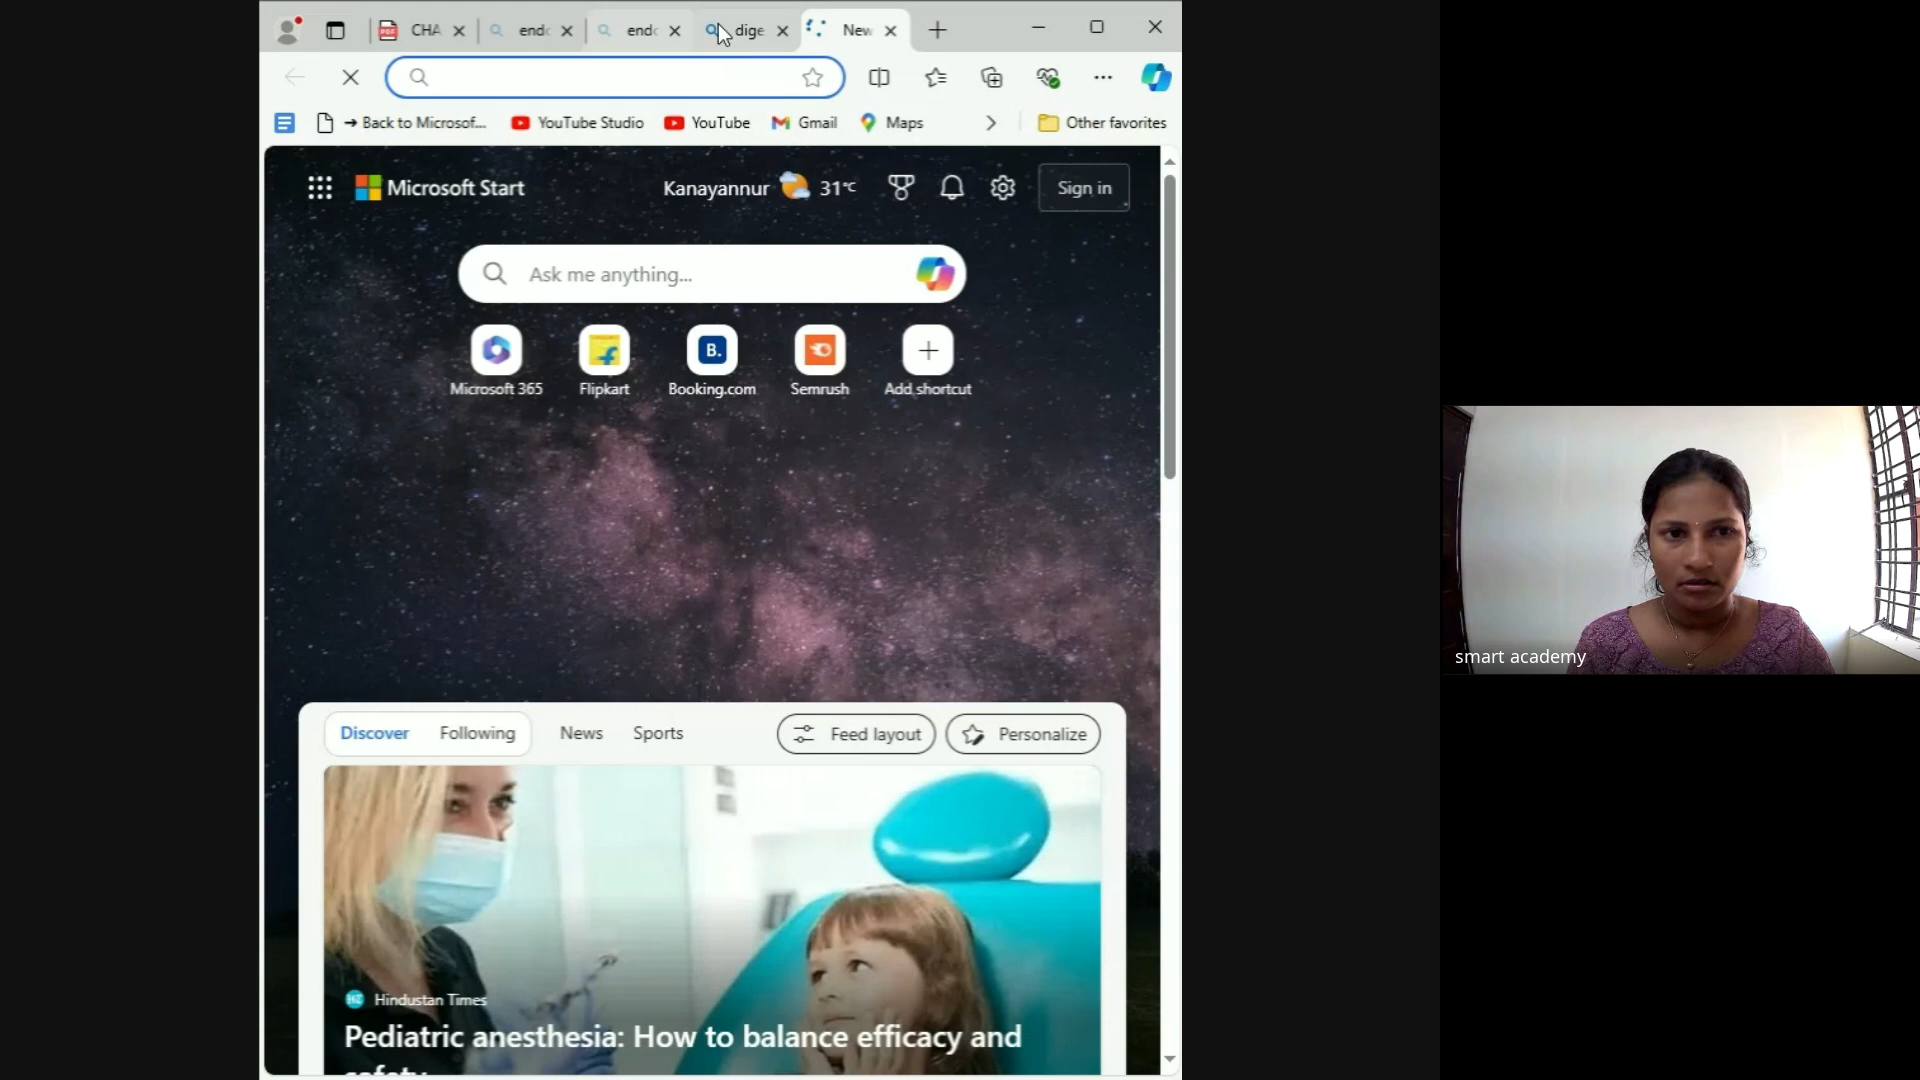 CHA
endo
endo
dige
New
→ Back to Microsof...
YouTube Studio
YouTube
Gmail
Maps
Other favorites
Microsoft Start
Kanayannur
31°C
Sign in
Ask me anything...
B.
Microsoft 365
Flipkart
Booking.com
Semrush
Add shortcut
Discover
Following
News
Sports
Feed layout
Personalize
Hindustan Times
Pediatric anesthesia: How to balance efficacy and
smart academy